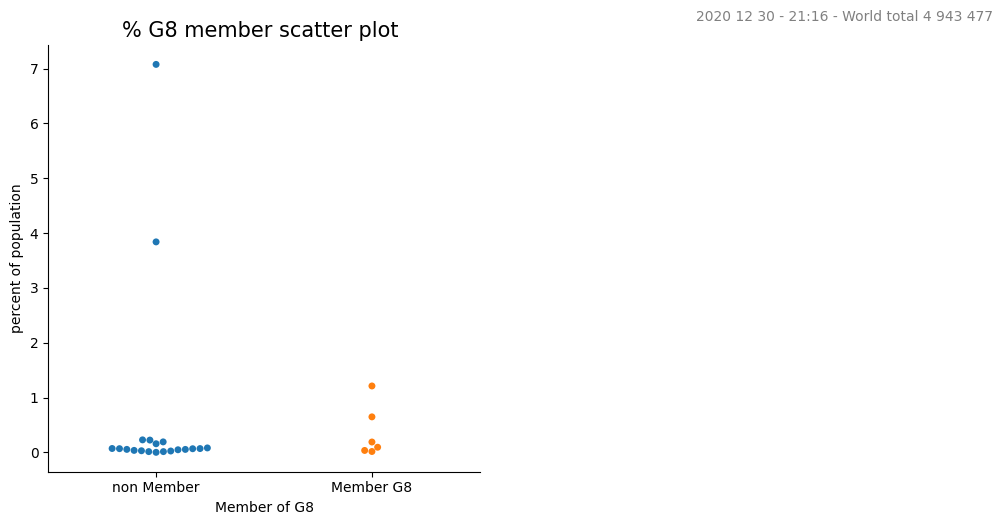 2020 12 30 - 21:16 - World total 4 943 477
% G8 member scatter plot
7
6
5
4
3
2
1
0
percent of population
non Member
Member G8
Member of G8